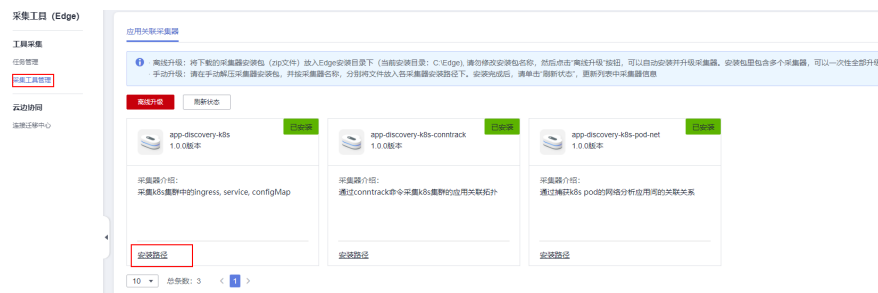 采集工具（Edge）
工具采集
任务管理
采集工具管理
云边协同
连接迁移中心
应用关联采集器
离线升级：将下载的采集器安装包（zip文件）放入Edge安装目录下（当前安装目录：C:\Edge), 请勿修改安装包名称，然后点击"离线升级"按钮，可以自动安装并升级采集器。安装包里包含多个采集器，可以一次性全部升级
· 手动升级：请在手动解压采集器安装包，并按采集器名称，分别将文件放入各采集器安装路径下。安装完成后，请单击"刷新状态"，更新列表中采集器信息
离线升级
刷新状态
app-discovery-k8s
1.0.0版本
已安装
采集器介绍：
采集k8s集群中的ingress, service, configMap
安装路径
app-discovery-k8s-conntrack
1.0.0版本
已安装
采集器介绍：
通过conntrack命令采集k8s集群的应用关联拓扑
安装路径
app-discovery-k8s-pod-net
1.0.0版本
已安装
采集器介绍：
通过捕获k8s pod的网络分析应用间的关联关系
安装路径
10 总条数：3 < 1 >